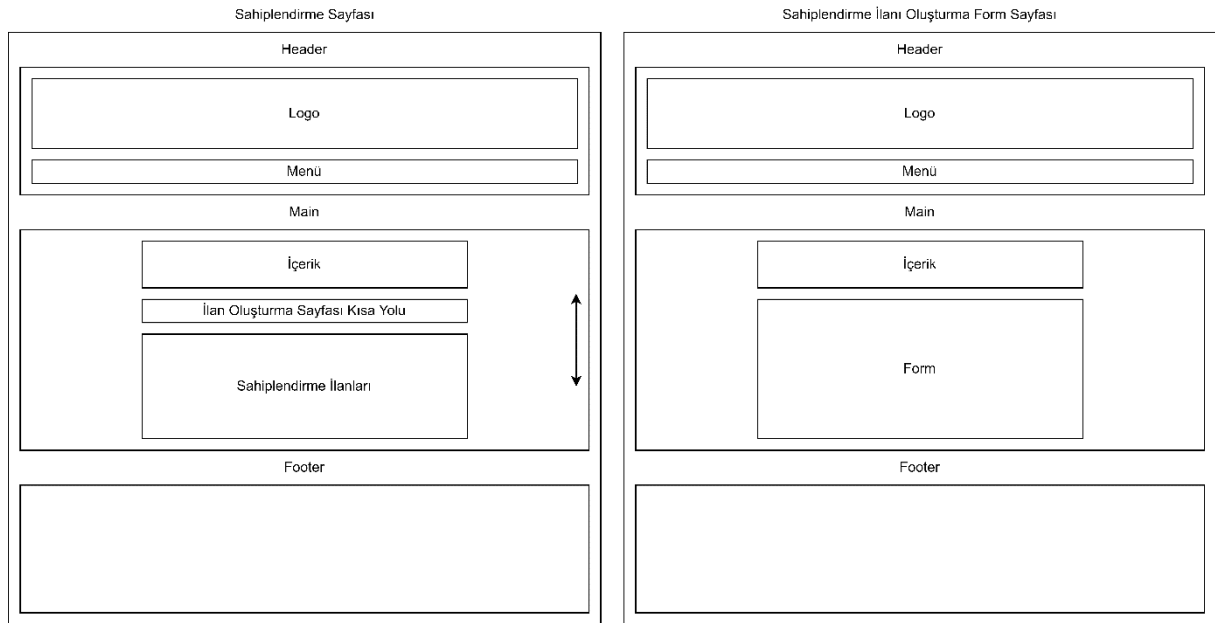 Sahiplendirme Sayfası
Header
Logo
Menü
Main
İçerik
İlan Oluşturma Sayfası Kısa Yolu
Sahiplendirme İlanları
Footer
Sahiplendirme İlanı Oluşturma Form Sayfası
Header
Logo
Menü
Main
İçerik
Form
Footer